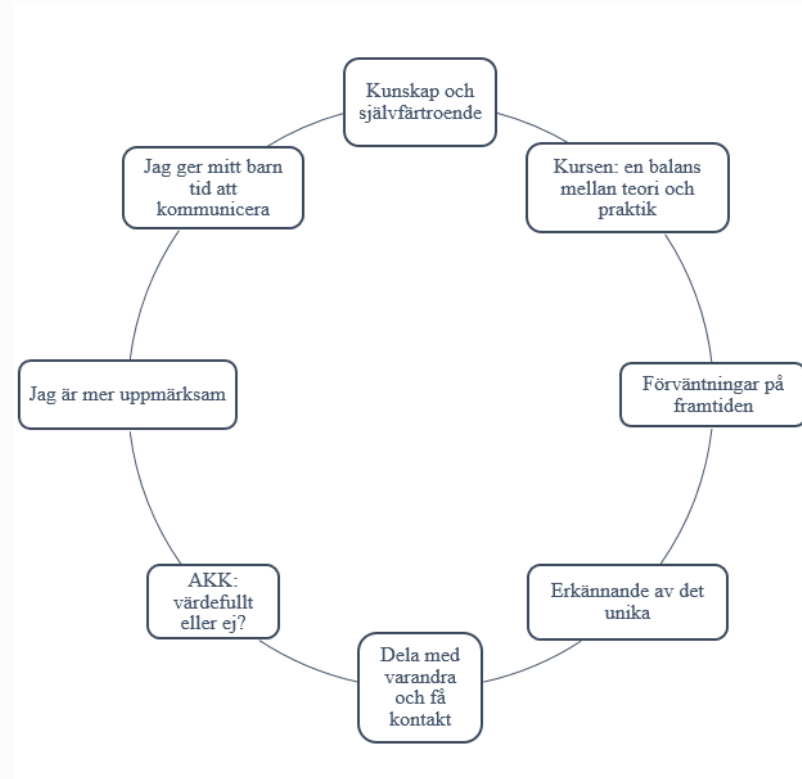 Kunskap och
självfärtroende
Kursen: en balans
mellan teori och
praktik
Förväntningar på
framtiden
Erkännande av det
unika
Dela med
varandra
och få
kontakt
AKK:
värdefullt
eller ej?
Jag är mer uppmärksam
Jag ger mitt barn
tid att
kommunicera